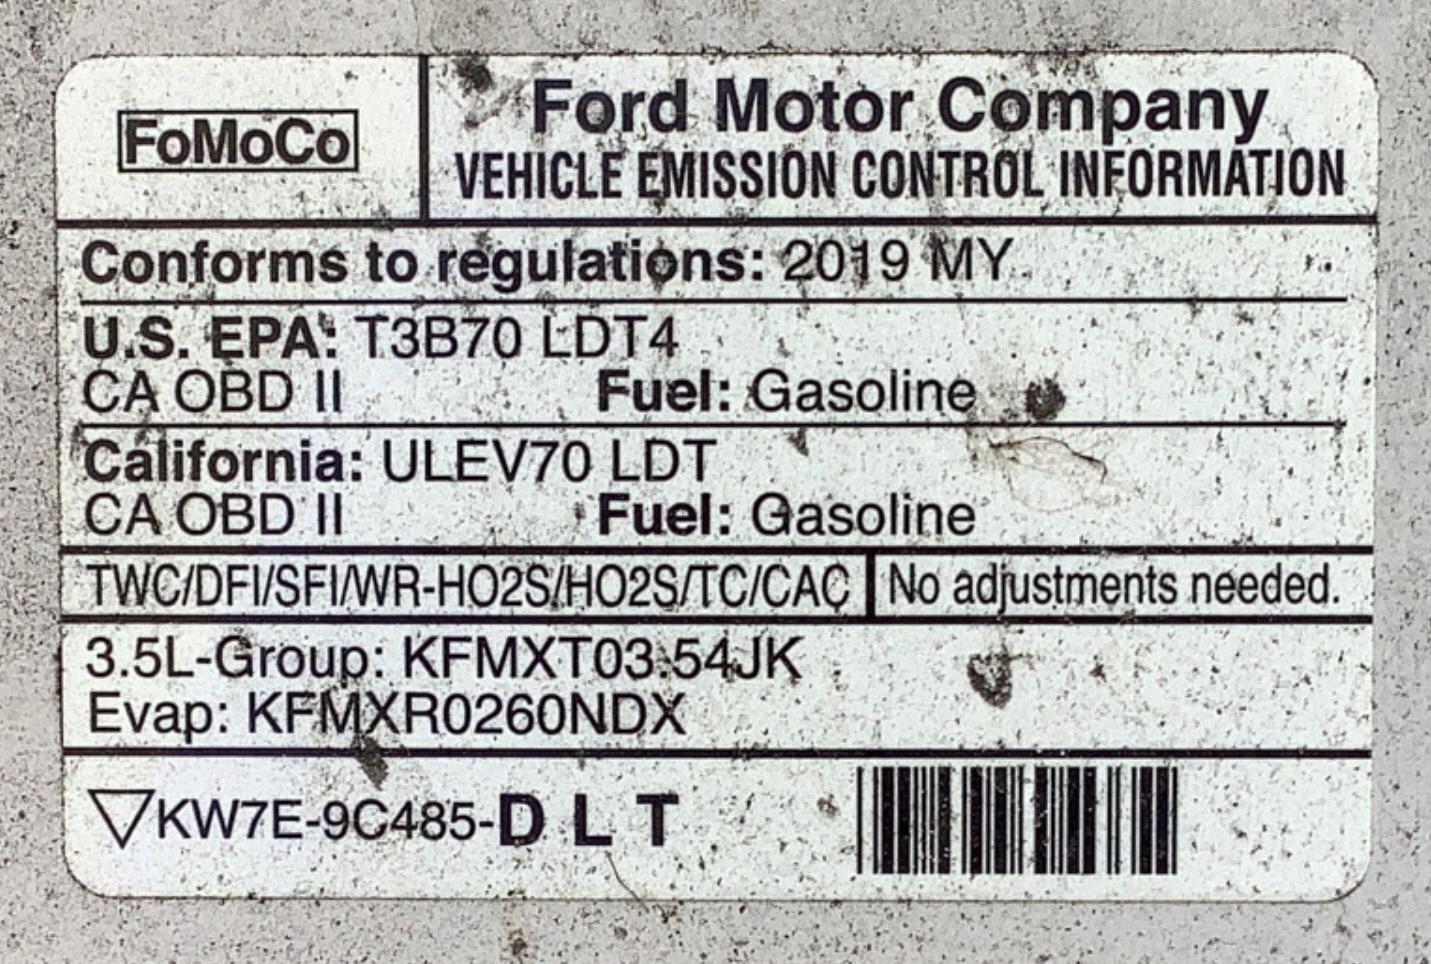 FoMoCo
Ford Motor Company
VEHICLE EMISSION CONTROL INFORMATION
Conforms to regulations: 2019 MY
U.S. EPA: T3B70 LDT4
CA OBD II Fuel: Gasoline
California: ULEV70 LDT
CA OBD II Fuel: Gasoline
TWC/DFI/SFI/WR-HO2S/HO2S/TC/CAC No adjustments needed.
3.5L-Group: KFMXT03.54JK
Evap: KFMXR0260NDX
KW7E-9C485-D L T